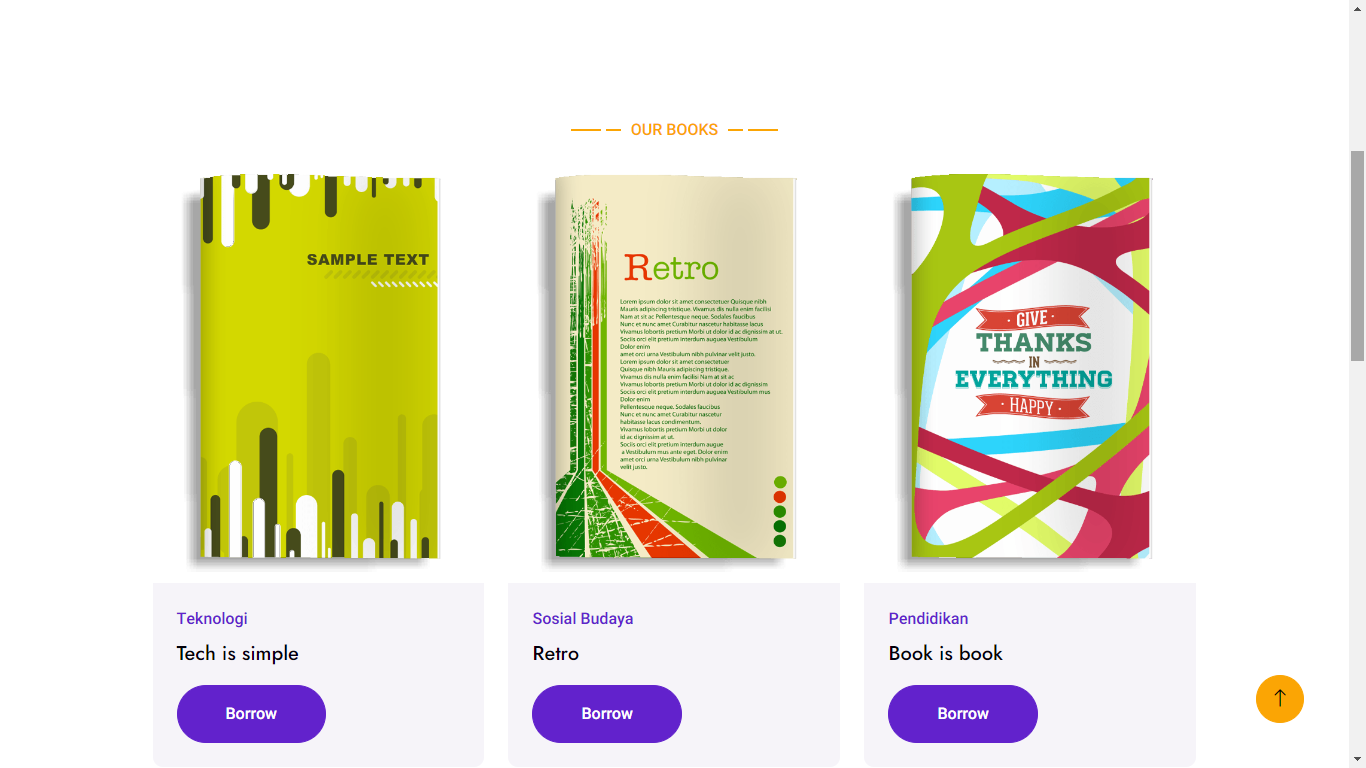 OUR BOOKS
SAMPLE TEXT
Retro
Lorem ipsum dolor sit amet consectetuer Quisque nibh
Mauris adipiscing tristique. Vivamus dis nulla enim facilisi
Nam at sit ac Pellentesque neque. Sodales faucibus
Nunc et nunc amet Curabitur nascetur habitasse lacus
Vivamus lobortis pretium Morbi ut dolor id ac dignissim at ut.
Sociis orci elit pretium interdum auguea Vestibulum
Dolor enim
amet orci urna Vestibulum nibh pulvinar velit justo.
Lorem ipsum dolor sit amet consectetuer
Quisque nibh Mauris adipiscing tristique.
Vivamus dis nulla enim facilisi Nam at sit ac
Vivamus lobortis pretium Morbi ut dolor id ac dignissim
Sociis orci elit pretium interdum auguea Vestibulum mus
Dolor enim
Pellentesque neque. Sodales faucibus
Nunc et nunc amet Curabitur nascetur
habitasse lacus condimentum.
Vivamus lobortis pretium Morbi ut dolor
id ac dignissim at ut.
Sociis orci elit pretium interdum augue
a Vestibulum mus ante eget. Dolor enim
amet orci urna Vestibulum nibh pulvinar
velit justo.
GIVE
THANKS
IN
EVERYTHING
HAPPY
Teknologi
Tech is simple
Borrow
Sosial Budaya
Retro
Borrow
Pendidikan
Book is book
Borrow